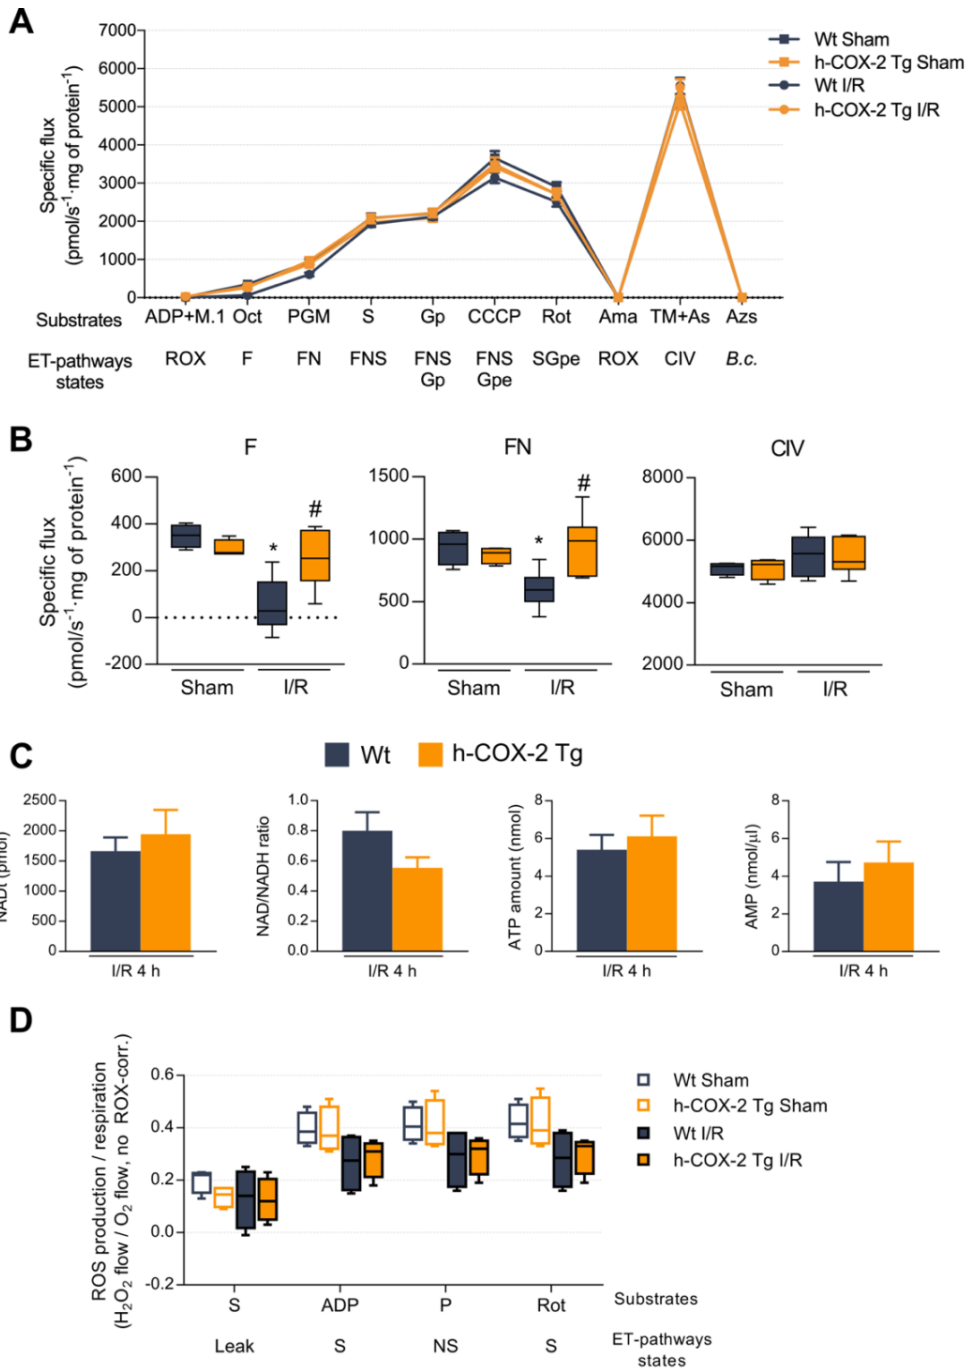 A
Specific flux
(pmol/s⁻¹·mg of protein⁻¹)
7000
6000
5000
4000
3000
2000
1000
0
Wt Sham
h-COX-2 Tg Sham
Wt I/R
h-COX-2 Tg I/R
Substrates ADP+M.1 Oct PGM S Gp CCCP Rot Ama TM+As Azs
ET-pathways ROX F FN FNS FNS FNS SGpe ROX CIV B.c.
states Gp Gpe
B
F FN CIV
Specific flux
(pmol/s⁻¹·mg of protein⁻¹)
600
400
200
0
-200
* #
Sham I/R
1500
1000
500
0
* #
Sham I/R
8000
6000
4000
2000
Sham I/R
C
Wt h-COX-2 Tg
NADt (pmol)
2500
2000
1500
1000
500
0
I/R 4 h
NAD/NADH ratio
1.0
0.8
0.6
0.4
0.2
0.0
I/R 4 h
ATP amount (nmol)
8
6
4
2
0
I/R 4 h
AMP (nmol/µl)
8
6
4
2
0
I/R 4 h
D
ROS production / respiration
(H₂O₂ flow / O₂ flow, no ROX-corr.)
0.6
0.4
0.2
0.0
-0.2
Wt Sham
h-COX-2 Tg Sham
Wt I/R
h-COX-2 Tg I/R
S ADP P Rot Substrates
Leak S NS S ET-pathways
states